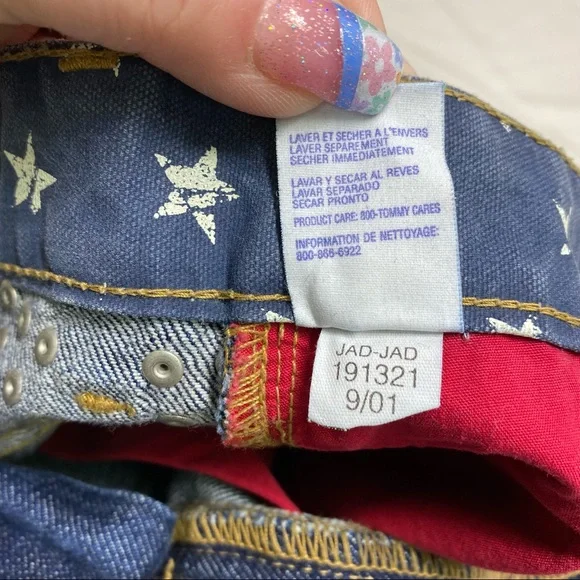 LAVER ET SECHER A L'ENVERS
LAVER SEPAREMENT
SECHER IMMEDIATEMENT
LAVAR Y SECAR AL REVES
LAVAR SEPARADO
SECAR PRONTO
PRODUCT CARE: 800-TOMMY CARES
INFORMATION DE NETTOYAGE:
800-866-6922
JAD-JAD
191321
9/01